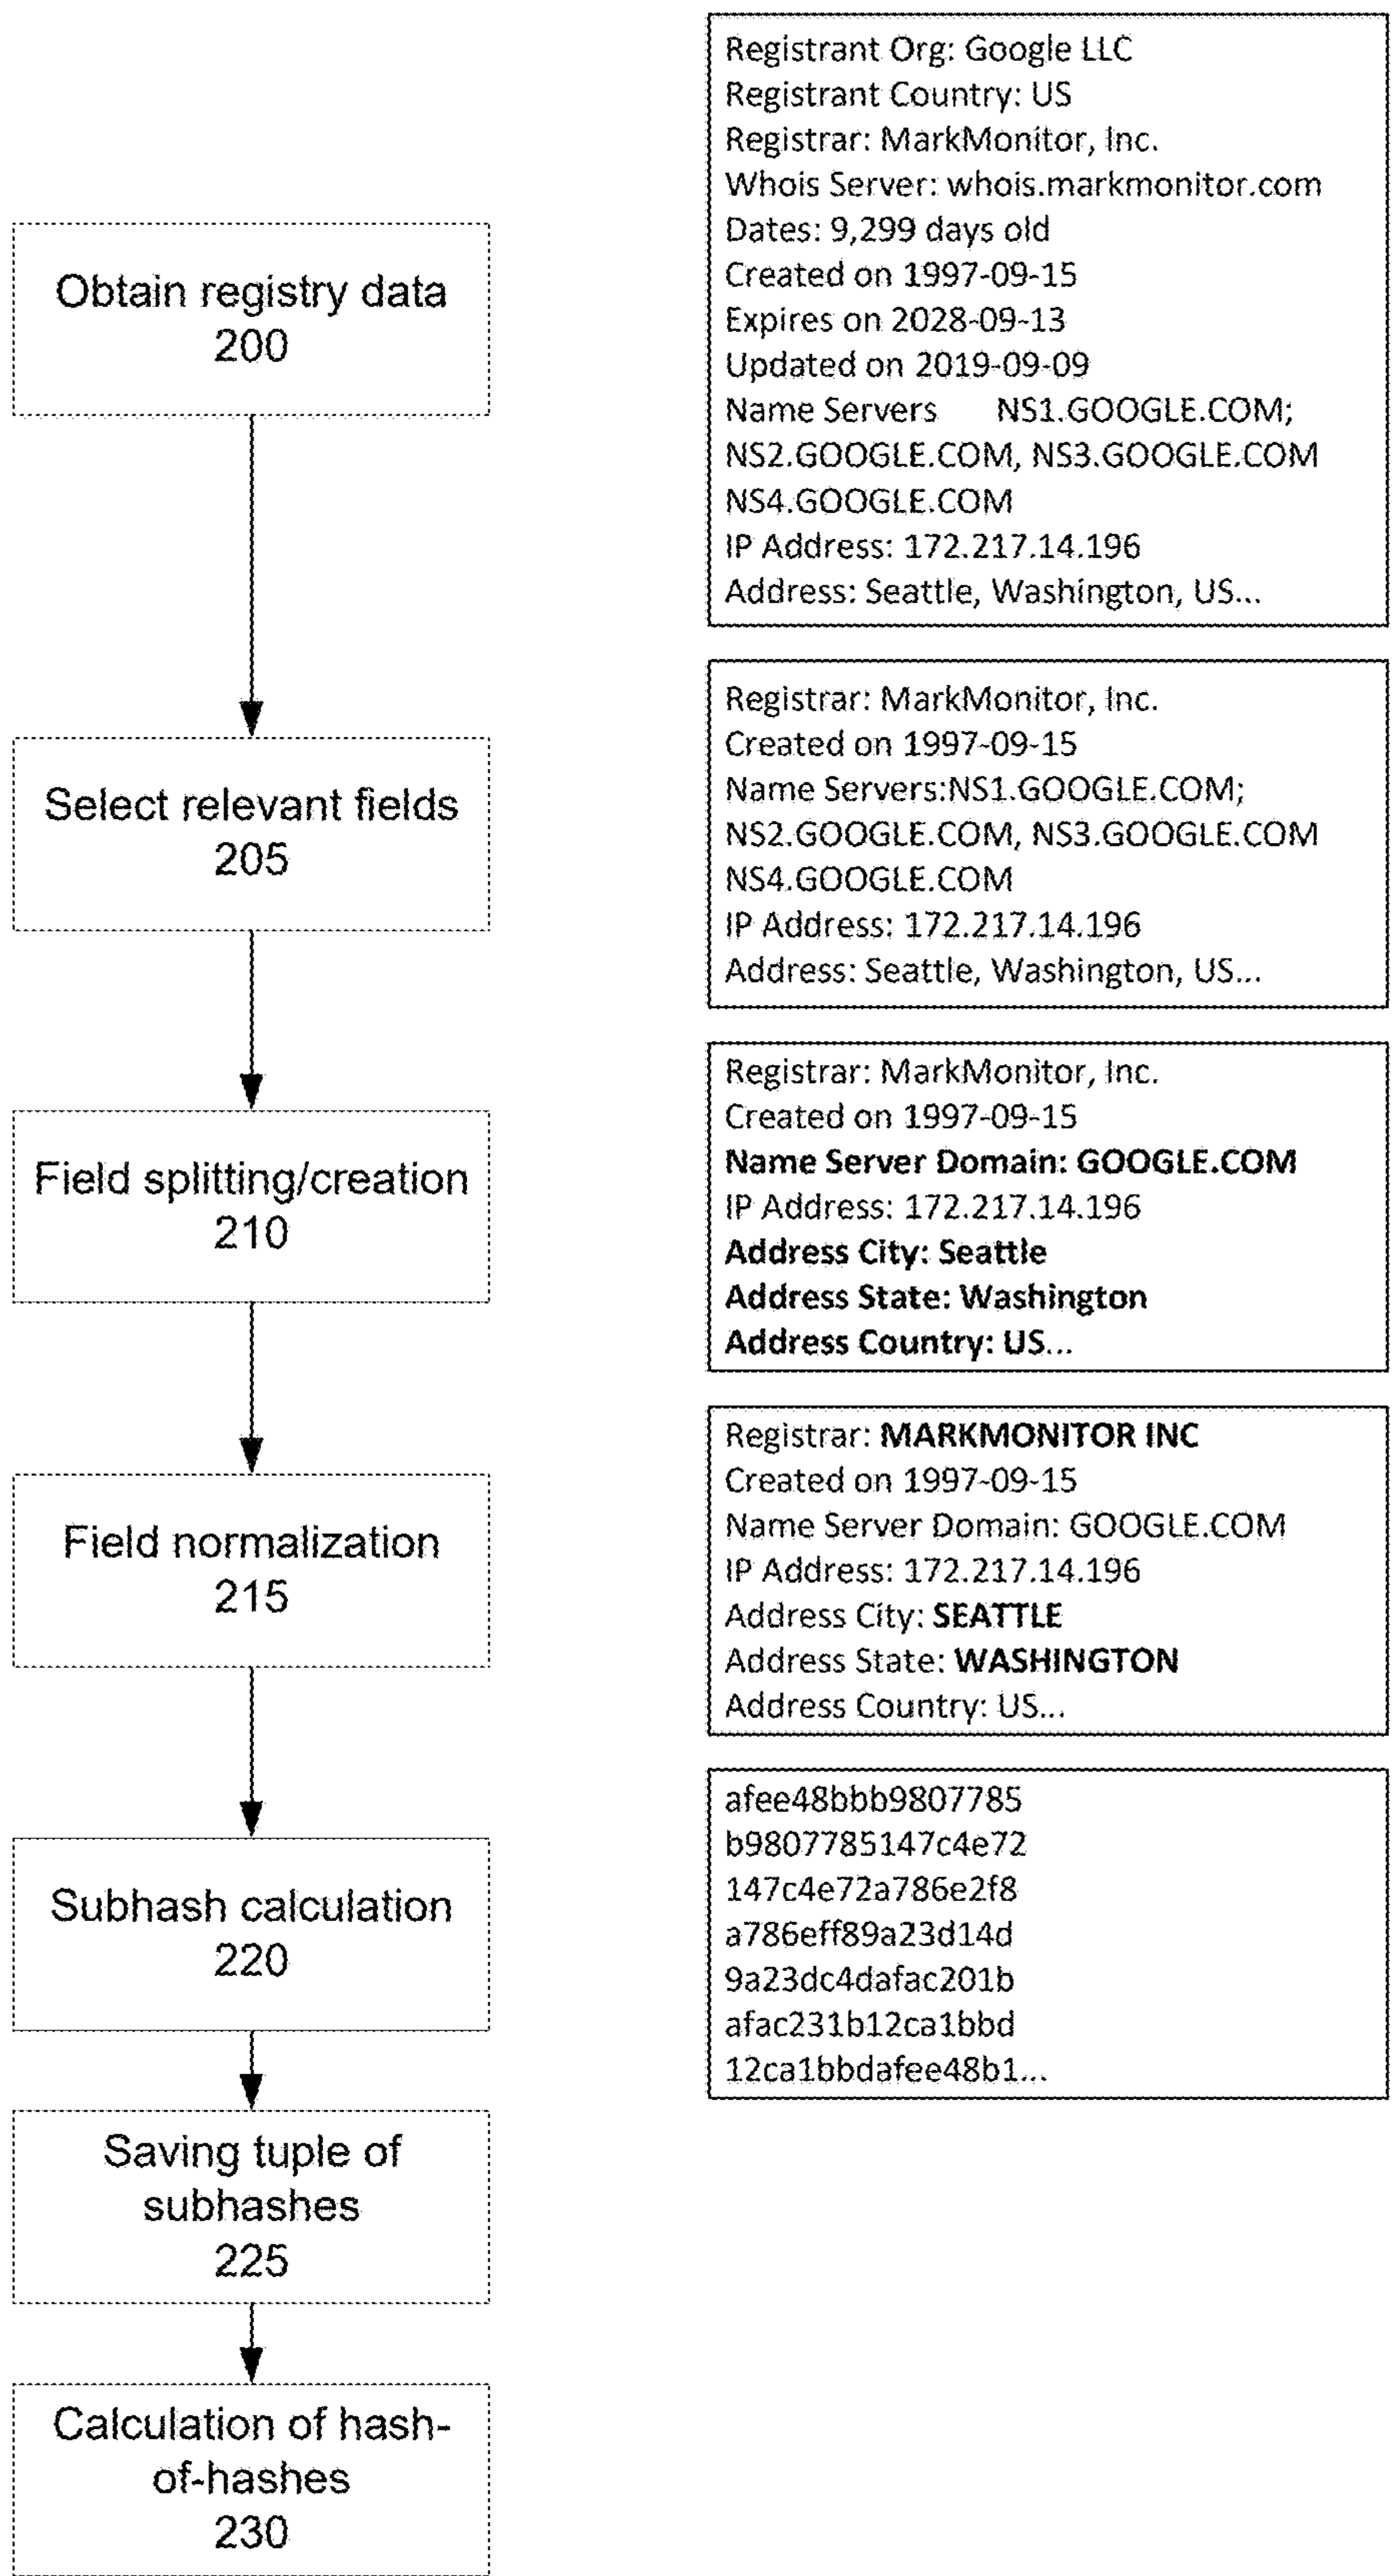 Obtain registry data
200
Registrant Org: Google LLC
Registrant Country: US
Registrar: MarkMonitor, Inc.
Whois Server: whois.markmonitor.com
Dates: 9,299 days old
Created on 1997-09-15
Expires on 2028-09-13
Updated on 2019-09-09
Name Servers NS1.GOOGLE.COM;
NS2.GOOGLE.COM, NS3.GOOGLE.COM
NS4.GOOGLE.COM
IP Address: 172.217.14.196
Address: Seattle, Washington, US...
Select relevant fields
205
Registrar: MarkMonitor, Inc.
Created on 1997-09-15
Name Servers:NS1.GOOGLE.COM;
NS2.GOOGLE.COM, NS3.GOOGLE.COM
NS4.GOOGLE.COM
IP Address: 172.217.14.196
Address: Seattle, Washington, US...
Field splitting/creation
210
Registrar: MarkMonitor, Inc.
Created on 1997-09-15
Name Server Domain: GOOGLE.COM
IP Address: 172.217.14.196
Address City: Seattle
Address State: Washington
Address Country: US...
Field normalization
215
Registrar: MARKMONITOR INC
Created on 1997-09-15
Name Server Domain: GOOGLE.COM
IP Address: 172.217.14.196
Address City: SEATTLE
Address State: WASHINGTON
Address Country: US...
Subhash calculation
220
afee48bbb9807785
b9807785147c4e72
147c4e72a786e2f8
a786eff89a23d14d
9a23dc4dafac201b
afac231b12ca1bbd
12ca1bbdafee48b1...
Saving tuple of
subhashes
225
Calculation of hash-
of-hashes
230